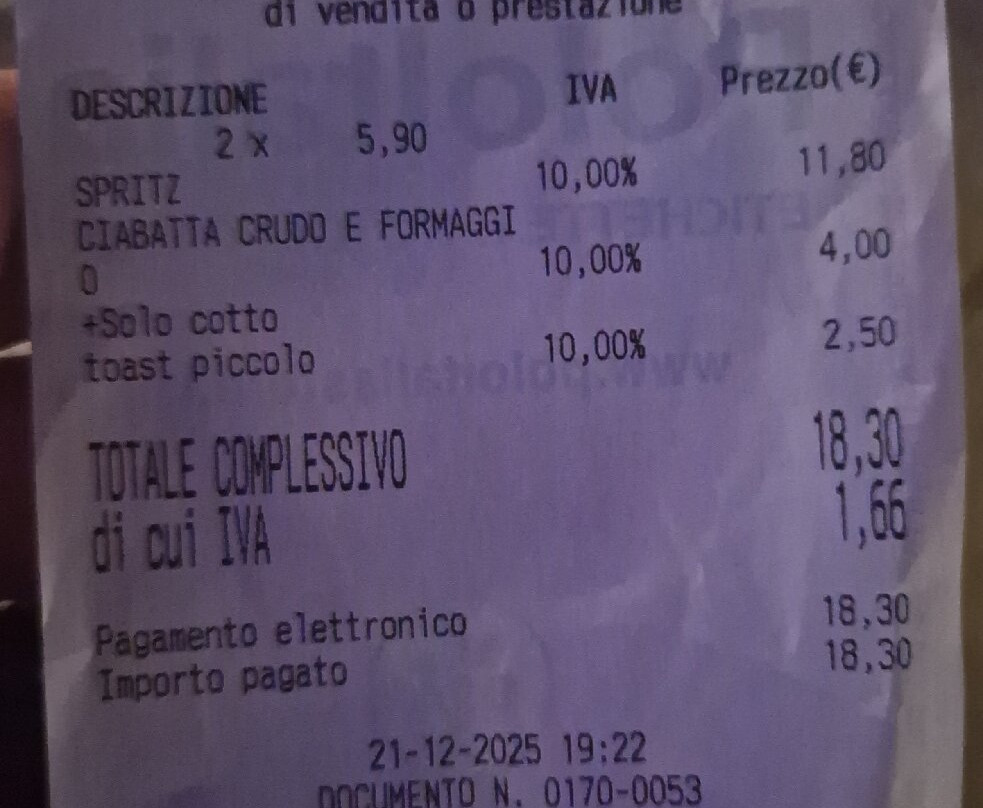 di vendita o prestazione
DESCRIZIONE IVA Prezzo(€)
2 x 5,90
SPRITZ 10,00% 11,80
CIABATTA CRUDO E FORMAGGI
O 10,00% 4,00
+Solo cotto
toast piccolo 10,00% 2,50
TOTALE COMPLESSIVO 18,30
di cui IVA 1,66
Pagamento elettronico 18,30
Importo pagato 18,30
21-12-2025 19:22
DOCUMENTO N. 0170-0053